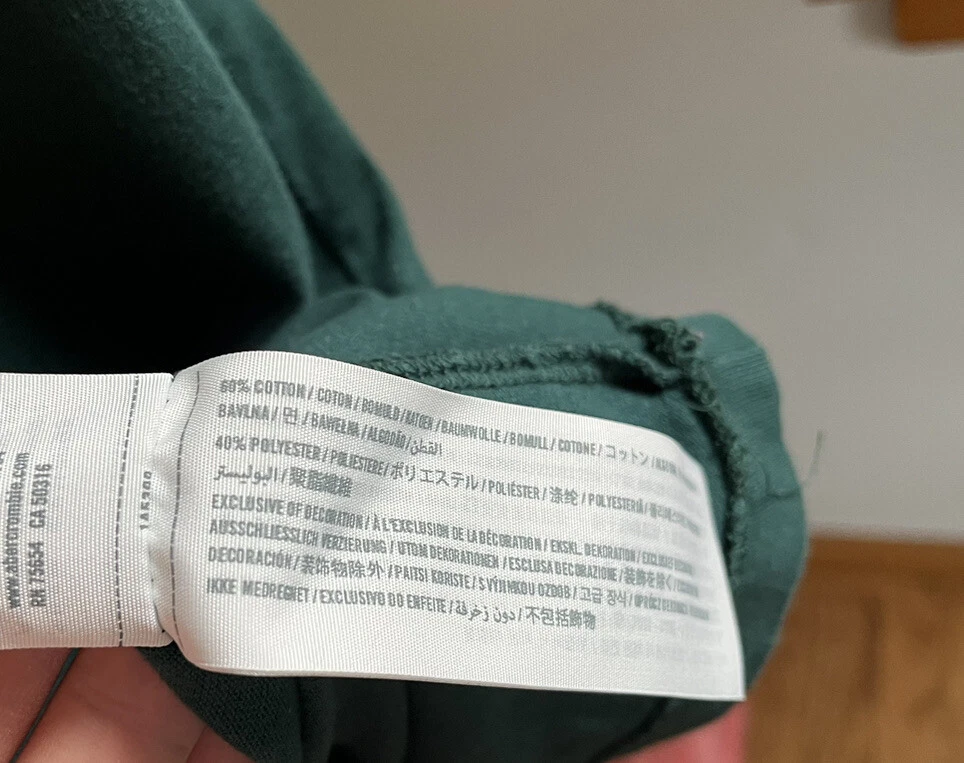 www.abercrombie.com
RN 75654 CA 50316
60% COTTON / COTON / BOMULD / KATOEN / BAUMWOLLE / BOMULL / COTONE / コットン /
BAVLNA / 면 / BAWEŁNA / ALGODÃO / القطن
40% POLYESTER / POLIESTERE / ポリエステル / POLIÉSTER / 涤纶 / POLYESTERIÄ /
البوليستر / 聚酯纖維
EXCLUSIVE OF DECORATION / À L'EXCLUSION DE LA DÉCORATION / EKSKL. DEKORATION /
AUSSCHLIESSLICH VERZIERUNG / UTOM DEKORATIONEN / ESCLUSA DECORAZIONE / 装飾を除く /
DECORACIÓN / 装饰物除外 / PAITSI KORISTE / S VÝJIMKOU OZDOB / 고급 장식 /
IKKE MEDREGNET / EXCLUSIVO DO ENFEITE / دون زخرفة / 不包括飾物